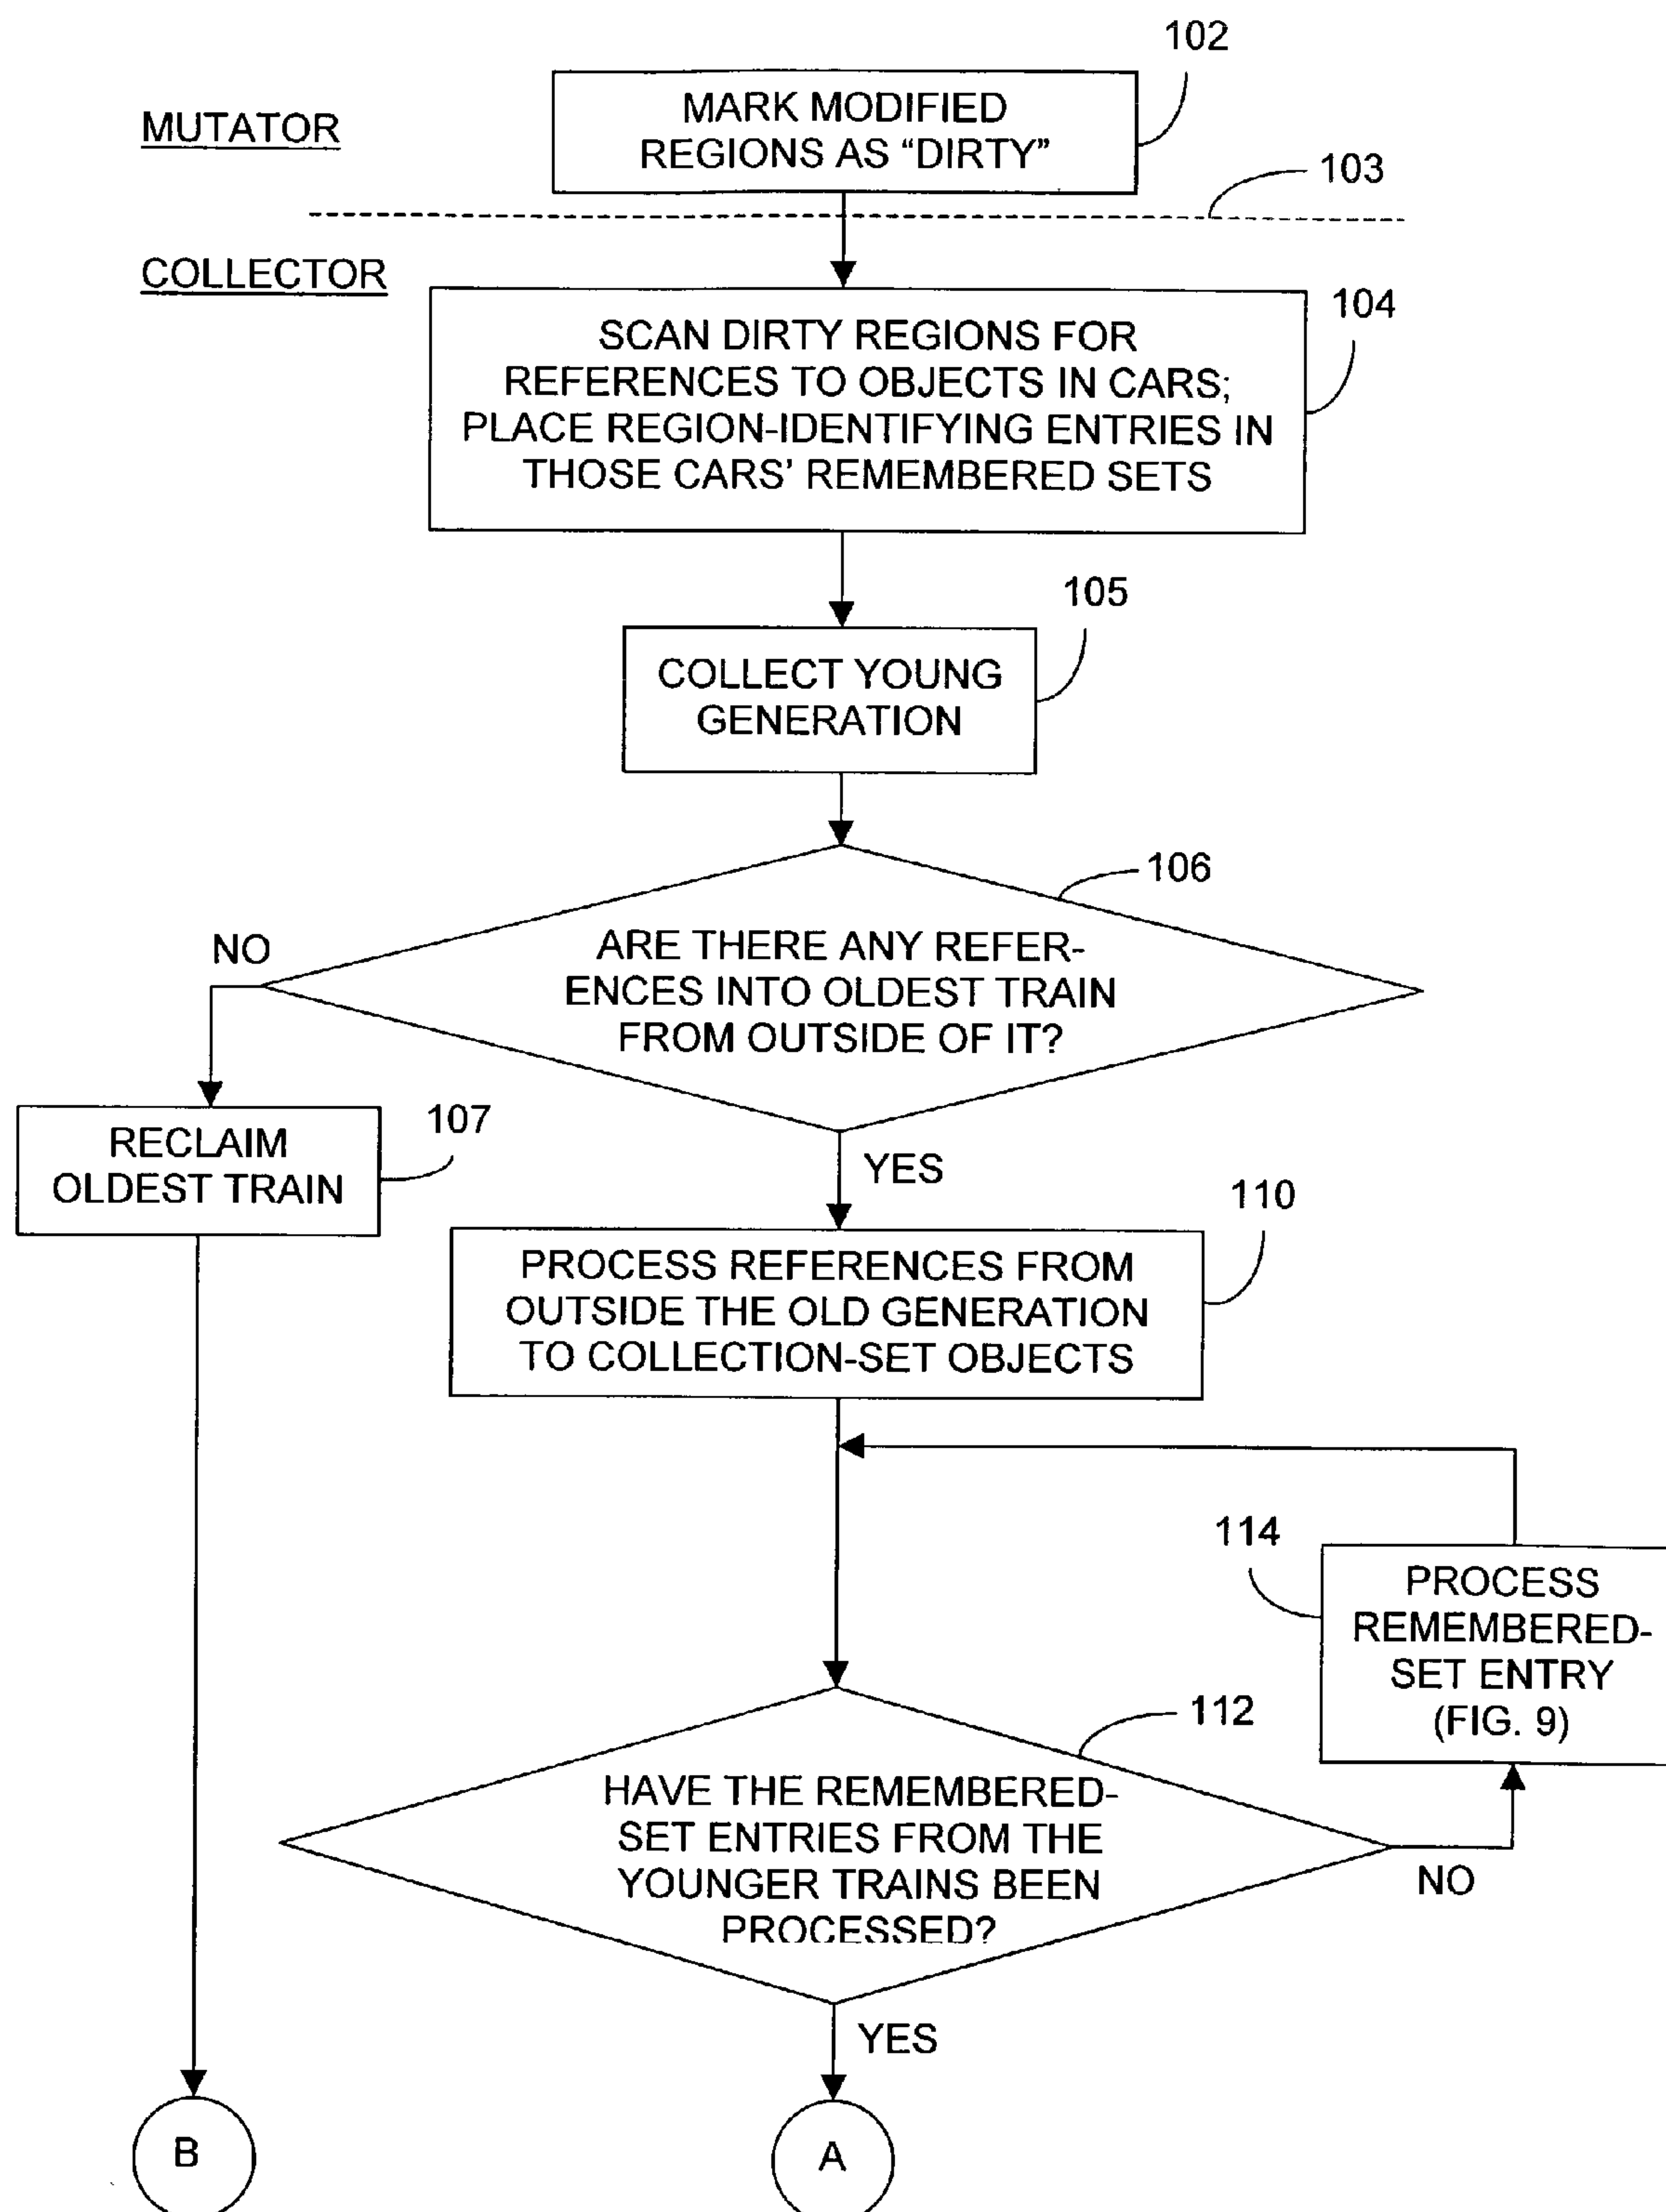 102
MUTATOR
MARK MODIFIED
REGIONS AS “DIRTY”
103
COLLECTOR
104
SCAN DIRTY REGIONS FOR
REFERENCES TO OBJECTS IN CARS;
PLACE REGION-IDENTIFYING ENTRIES IN
THOSE CARS’ REMEMBERED SETS
105
COLLECT YOUNG
GENERATION
106
NO
ARE THERE ANY REFER-
ENCES INTO OLDEST TRAIN
FROM OUTSIDE OF IT?
107
RECLAIM
OLDEST TRAIN
YES
110
PROCESS REFERENCES FROM
OUTSIDE THE OLD GENERATION
TO COLLECTION-SET OBJECTS
114
PROCESS
REMEMBERED-
SET ENTRY
(FIG. 9)
112
HAVE THE REMEMBERED-
SET ENTRIES FROM THE
YOUNGER TRAINS BEEN
PROCESSED?
NO
YES
B
A